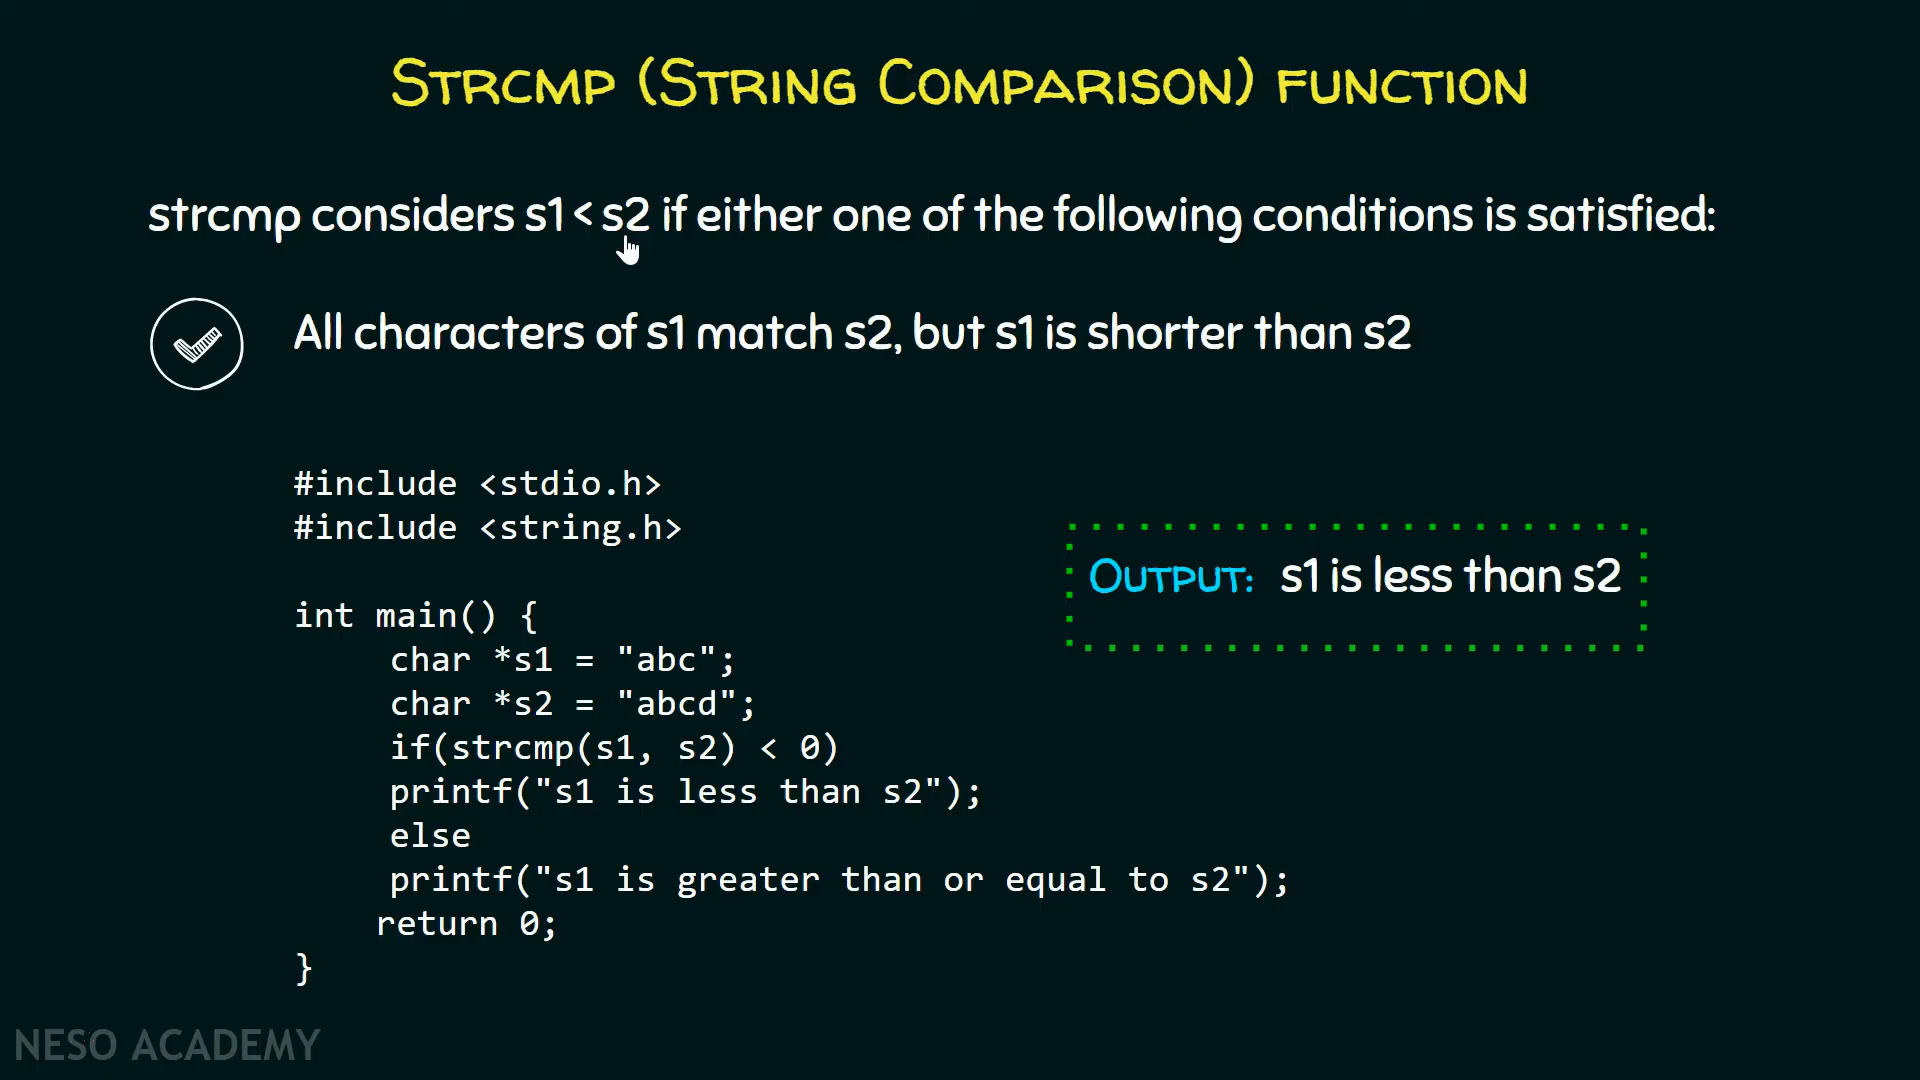 STRCMP (STRING COMPARISON) FUNCTION
strcmp considers s1 < s2 if either one of the following conditions is satisfied:
All characters of s1 match s2, but s1 is shorter than s2
#include <stdio.h>
#include <string.h>
OUTPUT: s1 is less than s2
int main() {
char *s1 = "abc";
char *s2 = "abcd";
if(strcmp(s1, s2) < 0)
printf("s1 is less than s2");
else
printf("s1 is greater than or equal to s2");
return 0;
}
NESO ACADEMY